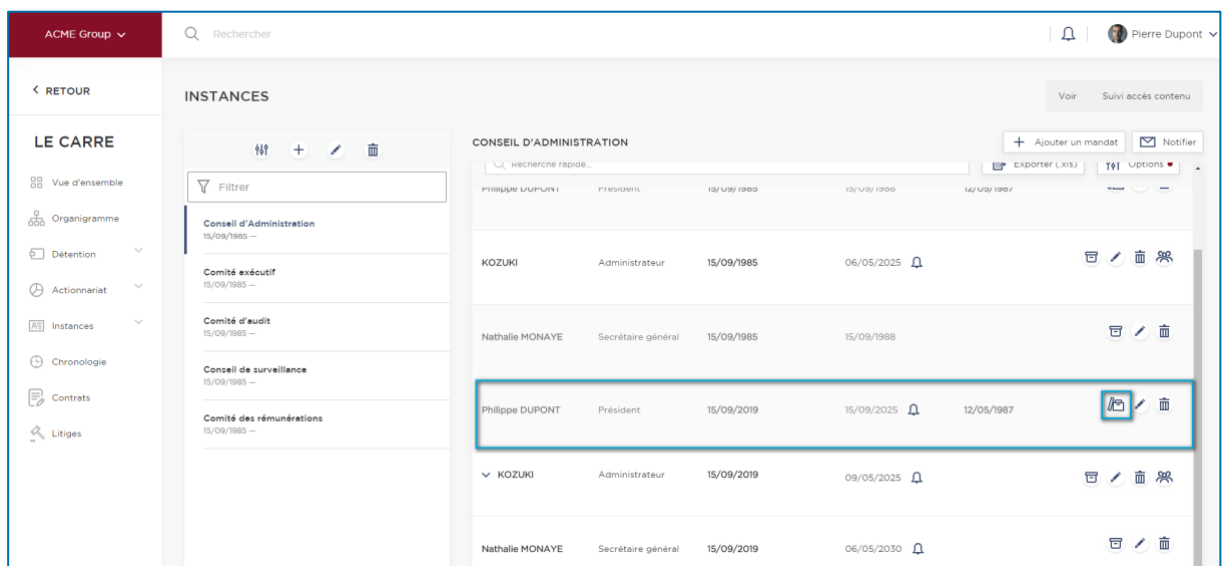 ACME Group
Rechercher
Pierre Dupont
RETOUR
INSTANCES
Voir Suivi accès contenu
LE CARRE
CONSEIL D'ADMINISTRATION
+ Ajouter un mandat Notifier
Recherche rapide...
Exporter (.xls) Options
Vue d'ensemble
Organigramme
Détention
Actionnariat
Instances
Chronologie
Contrats
Litiges
Filtrer
Conseil d'Administration
15/09/1985 —
Comité exécutif
15/09/1985 —
Comité d'audit
15/09/1985 —
Conseil de surveillance
15/09/1985 —
Comité des rémunérations
15/09/1985 —
Philippe DUPONT Président 15/09/1985 15/09/1988 12/05/1987
KOZUKI Administrateur 15/09/1985 06/05/2025
Nathalie MONAYE Secrétaire général 15/09/1985 15/09/1988
Philippe DUPONT Président 15/09/2019 15/09/2025 12/05/1987
KOZUKI Administrateur 15/09/2019 09/05/2025
Nathalie MONAYE Secrétaire général 15/09/2019 06/05/2030